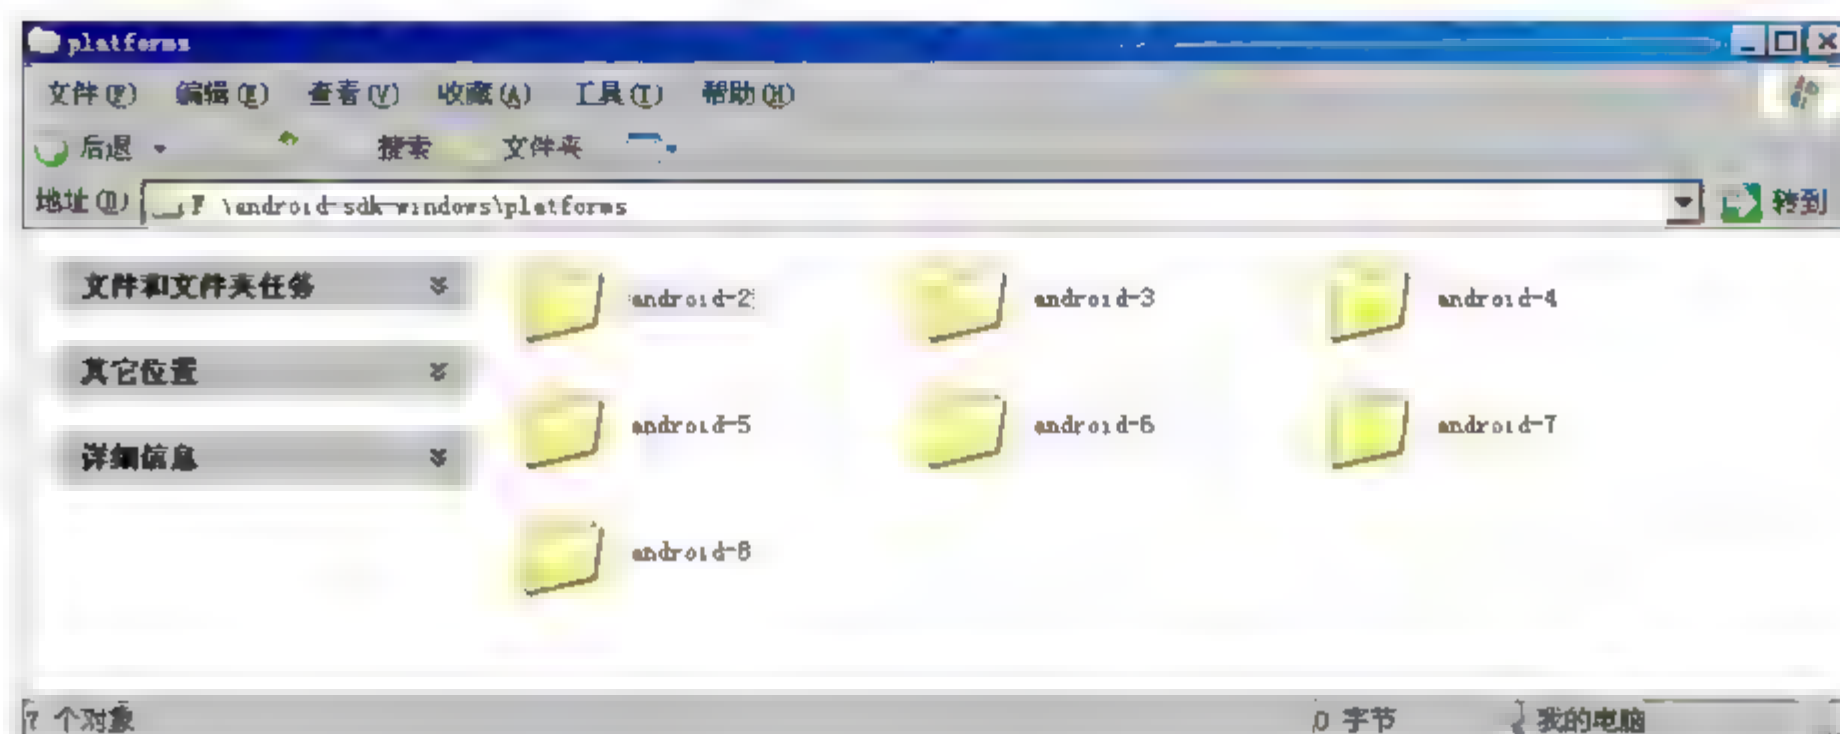 platforms
文件(F) 编辑(E) 查看(V) 收藏(A) 工具(T) 帮助(H)
后退 搜索 文件夹
地址(D) F \android-sdk-windows\platforms 转到
文件和文件夹任务 android-2 android-3 android-4
其它位置
android-5 android-6 android-7
详细信息
android-8
7 个对象 0 字节 我的电脑